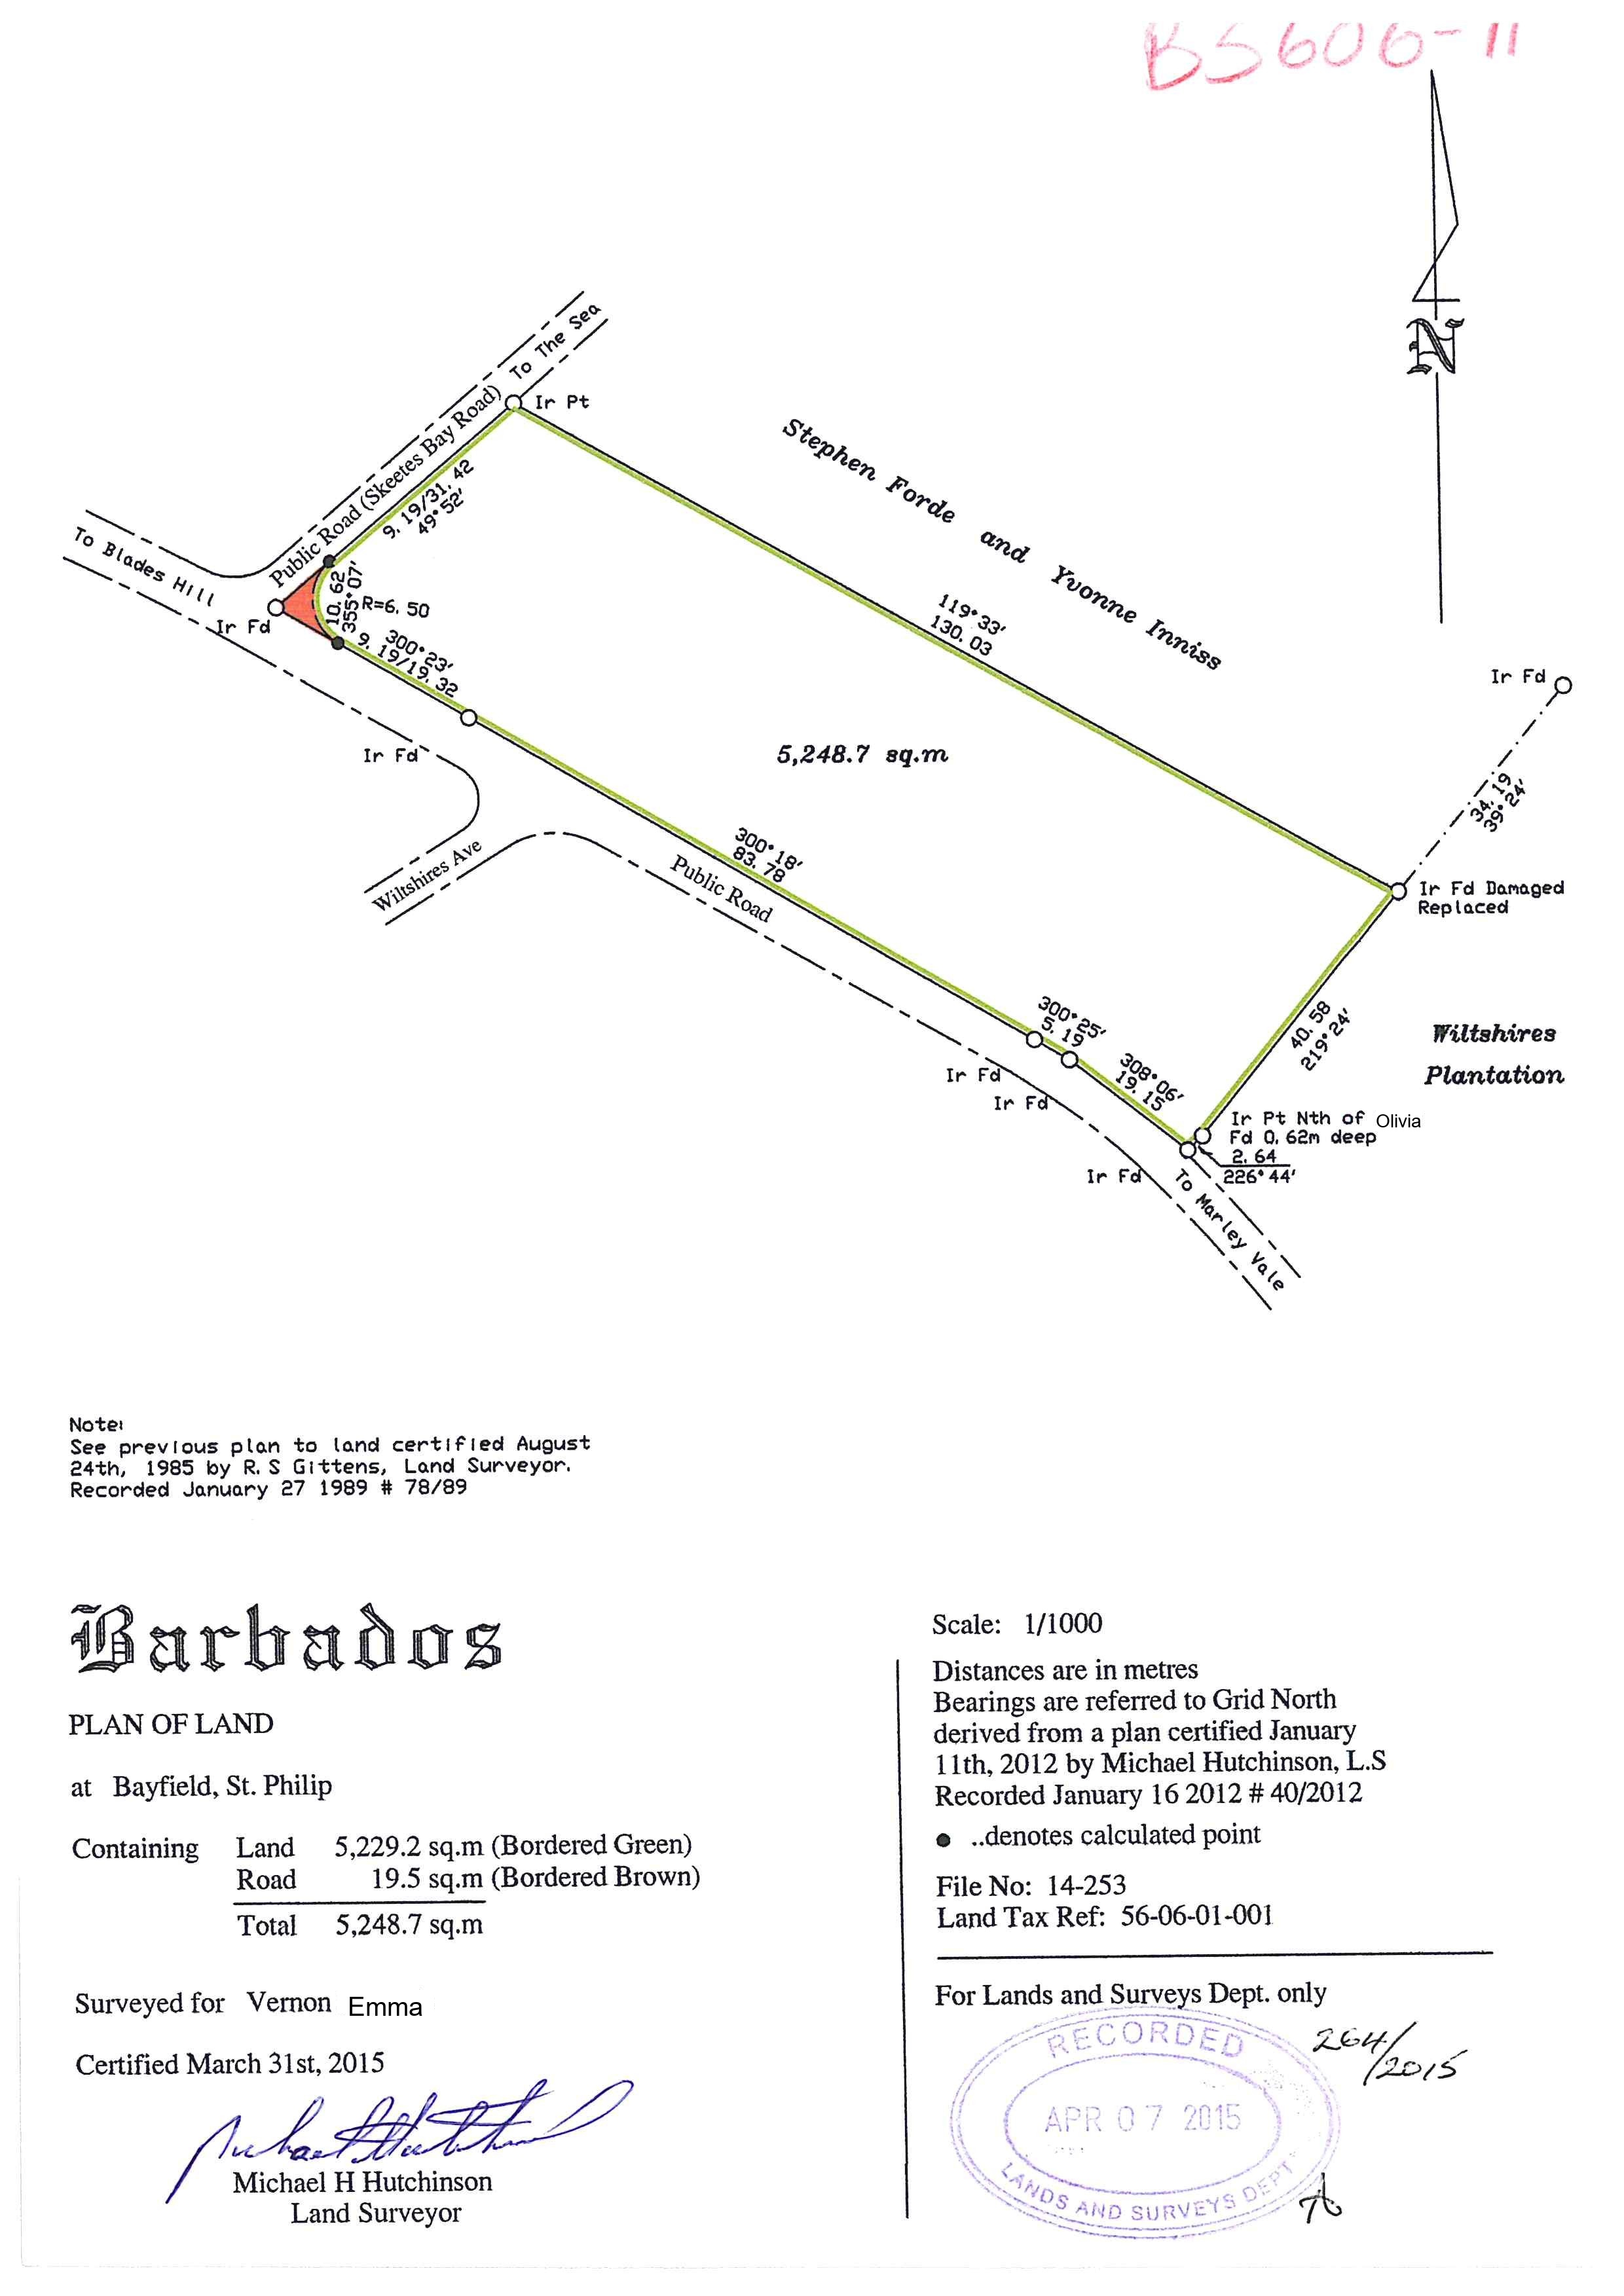 BS606-11
N
To The Sea
Ir Pt
Public Road (Skeetes Bay Road)
9.19/31.42
49°52'
Stephen Forde and Yvonne Inniss
To Blades Hill
Ir Fd
10.62
355°07'
R=6.50
300°23'
9.19/19.32
119°33'
130.03
Ir Fd
34.19
39°24'
5,248.7 sq.m
Ir Fd
Wiltshires Ave
300°18'
83.78
Public Road
Ir Fd Damaged
Replaced
40.58
219°24'
Wiltshires
Plantation
300°25'
5.19
308°06'
19.15
Ir Fd
Ir Fd
Ir Pt Nth of Olivia
Fd 0.62m deep
2.64
226°44'
Ir Fd
To Marley Vale
Note:
See previous plan to land certified August
24th, 1985 by R.S Gittens, Land Surveyor.
Recorded January 27 1989 # 78/89
Barbados
PLAN OF LAND
at Bayfield, St. Philip
Containing Land 5,229.2 sq.m (Bordered Green)
Road 19.5 sq.m (Bordered Brown)
Total 5,248.7 sq.m
Surveyed for Vernon Emma
Certified March 31st, 2015
Michael H Hutchinson
Land Surveyor
Scale: 1/1000
Distances are in metres
Bearings are referred to Grid North
derived from a plan certified January
11th, 2012 by Michael Hutchinson, L.S
Recorded January 16 2012 # 40/2012
● ..denotes calculated point
File No: 14-253
Land Tax Ref: 56-06-01-001
For Lands and Surveys Dept. only
RECORDED
APR 07 2015
LANDS AND SURVEYS DEPT
264/2015